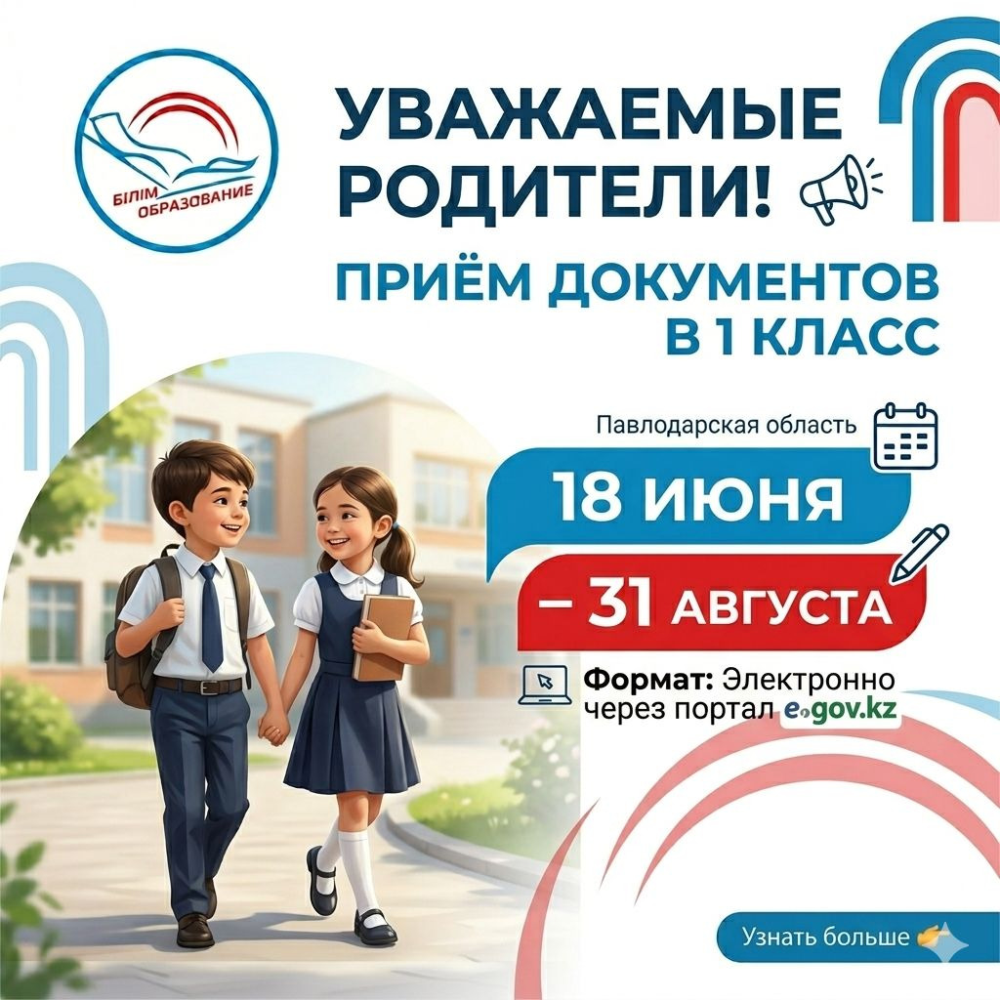 БІЛІМ
ОБРАЗОВАНИЕ
УВАЖАЕМЫЕ
РОДИТЕЛИ!
ПРИЁМ ДОКУМЕНТОВ
В 1 КЛАСС
Павлодарская область
18 ИЮНЯ
– 31 АВГУСТА
Формат: Электронно
через портал e.gov.kz
Узнать больше